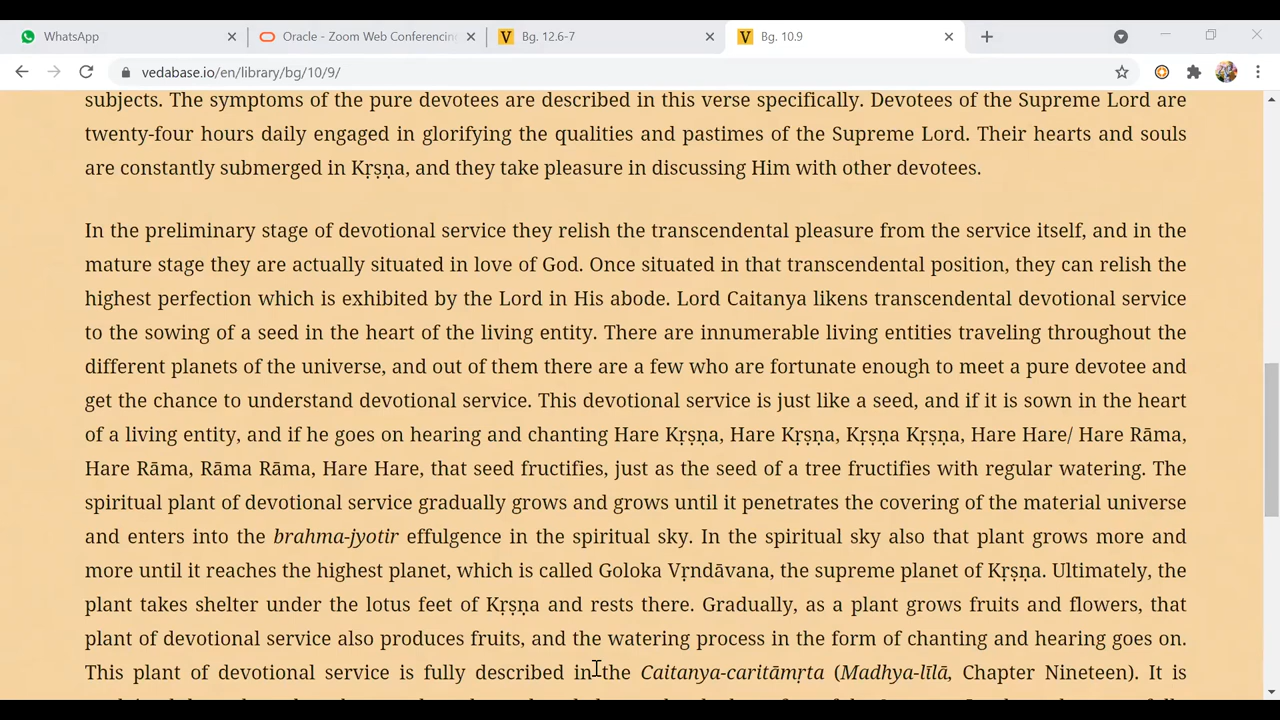 WhatsApp
Oracle - Zoom Web Conferencing
Bg. 12.6-7
Bg. 10.9
vedabase.io/en/library/bg/10/9/
subjects. The symptoms of the pure devotees are described in this verse specifically. Devotees of the Supreme Lord are
twenty-four hours daily engaged in glorifying the qualities and pastimes of the Supreme Lord. Their hearts and souls
are constantly submerged in Kṛṣṇa, and they take pleasure in discussing Him with other devotees.
In the preliminary stage of devotional service they relish the transcendental pleasure from the service itself, and in the
mature stage they are actually situated in love of God. Once situated in that transcendental position, they can relish the
highest perfection which is exhibited by the Lord in His abode. Lord Caitanya likens transcendental devotional service
to the sowing of a seed in the heart of the living entity. There are innumerable living entities traveling throughout the
different planets of the universe, and out of them there are a few who are fortunate enough to meet a pure devotee and
get the chance to understand devotional service. This devotional service is just like a seed, and if it is sown in the heart
of a living entity, and if he goes on hearing and chanting Hare Kṛṣṇa, Hare Kṛṣṇa, Kṛṣṇa Kṛṣṇa, Hare Hare/ Hare Rāma,
Hare Rāma, Rāma Rāma, Hare Hare, that seed fructifies, just as the seed of a tree fructifies with regular watering. The
spiritual plant of devotional service gradually grows and grows until it penetrates the covering of the material universe
and enters into the brahma-jyotir effulgence in the spiritual sky. In the spiritual sky also that plant grows more and
more until it reaches the highest planet, which is called Goloka Vṛndāvana, the supreme planet of Kṛṣṇa. Ultimately, the
plant takes shelter under the lotus feet of Kṛṣṇa and rests there. Gradually, as a plant grows fruits and flowers, that
plant of devotional service also produces fruits, and the watering process in the form of chanting and hearing goes on.
This plant of devotional service is fully described in the Caitanya-caritāmṛta (Madhya-līlā, Chapter Nineteen). It is